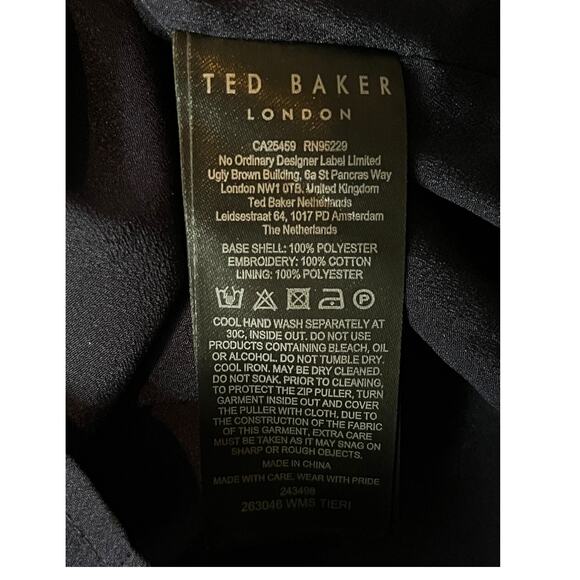 TED BAKER
LONDON
CA25459 RN95229
No Ordinary Designer Label Limited
Ugly Brown Building, 6a St Pancras Way
London NW1 0TB. United Kingdom
Ted Baker Netherlands
Leidsestraat 64, 1017 PD Amsterdam
The Netherlands
BASE SHELL: 100% POLYESTER
EMBROIDERY: 100% COTTON
LINING: 100% POLYESTER
P
COOL HAND WASH SEPARATELY AT
30C, INSIDE OUT. DO NOT USE
PRODUCTS CONTAINING BLEACH, OIL
OR ALCOHOL. DO NOT TUMBLE DRY.
COOL IRON. MAY BE DRY CLEANED.
DO NOT SOAK. PRIOR TO CLEANING,
TO PROTECT THE ZIP PULLER, TURN
GARMENT INSIDE OUT AND COVER
THE PULLER WITH CLOTH. DUE TO
THE CONSTRUCTION OF THE FABRIC
OF THIS GARMENT, EXTRA CARE
MUST BE TAKEN AS IT MAY SNAG ON
SHARP OR ROUGH OBJECTS.
MADE IN CHINA
MADE WITH CARE, WEAR WITH PRIDE
243498
263046 WMS TIERI